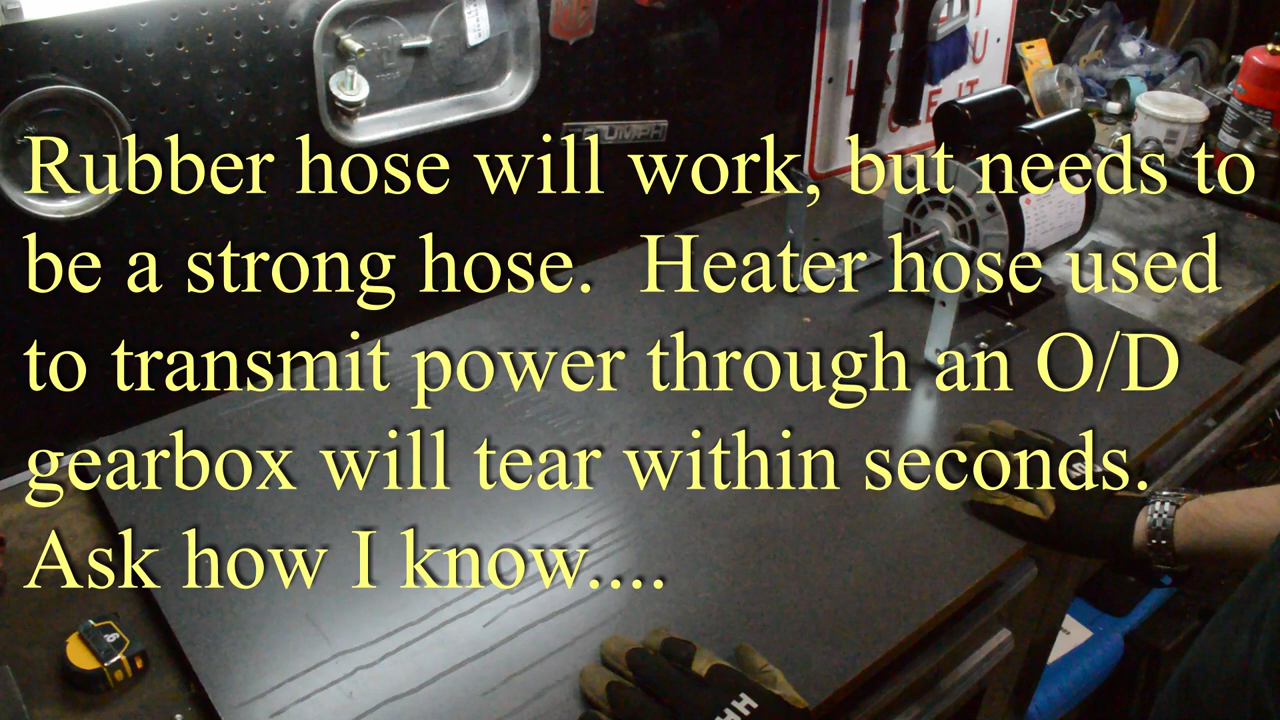 TRIUMPH
Rubber hose will work, but needs to
be a strong hose.  Heater hose used
to transmit power through an O/D
gearbox will tear within seconds.
Ask how I know....